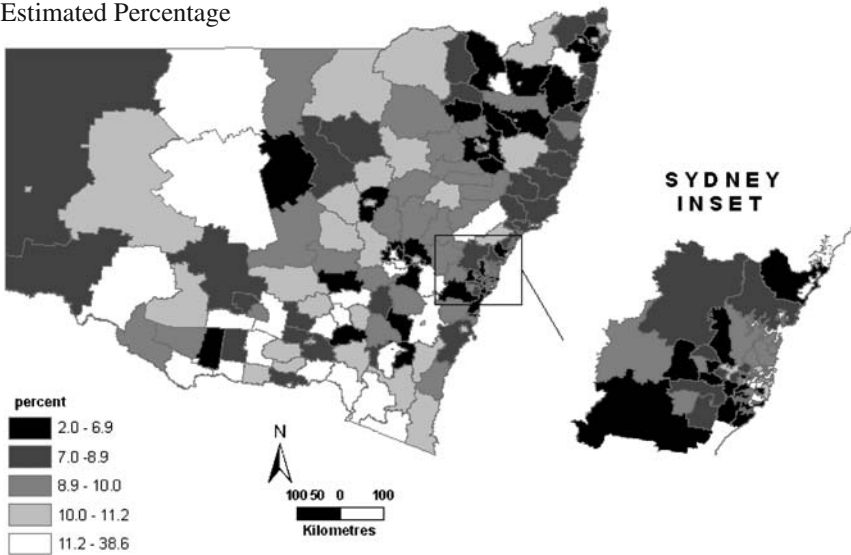 Estimated Percentage
SYDNEY
INSET
percent
2.0 - 6.9
7.0 -8.9
8.9 - 10.0
10.0 - 11.2
11.2 - 38.6
N
100 50 0 100
Kilometres